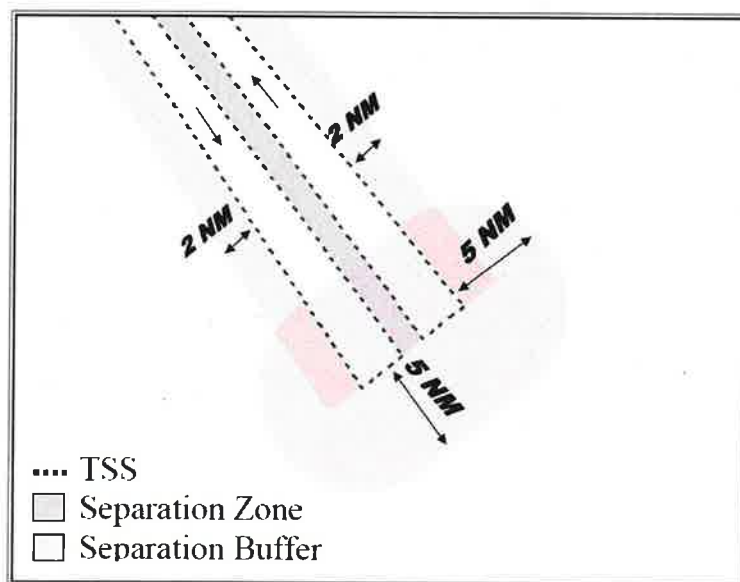 2 NM
2 NM
5 NM
5 NM
TSS
Separation Zone
Separation Buffer